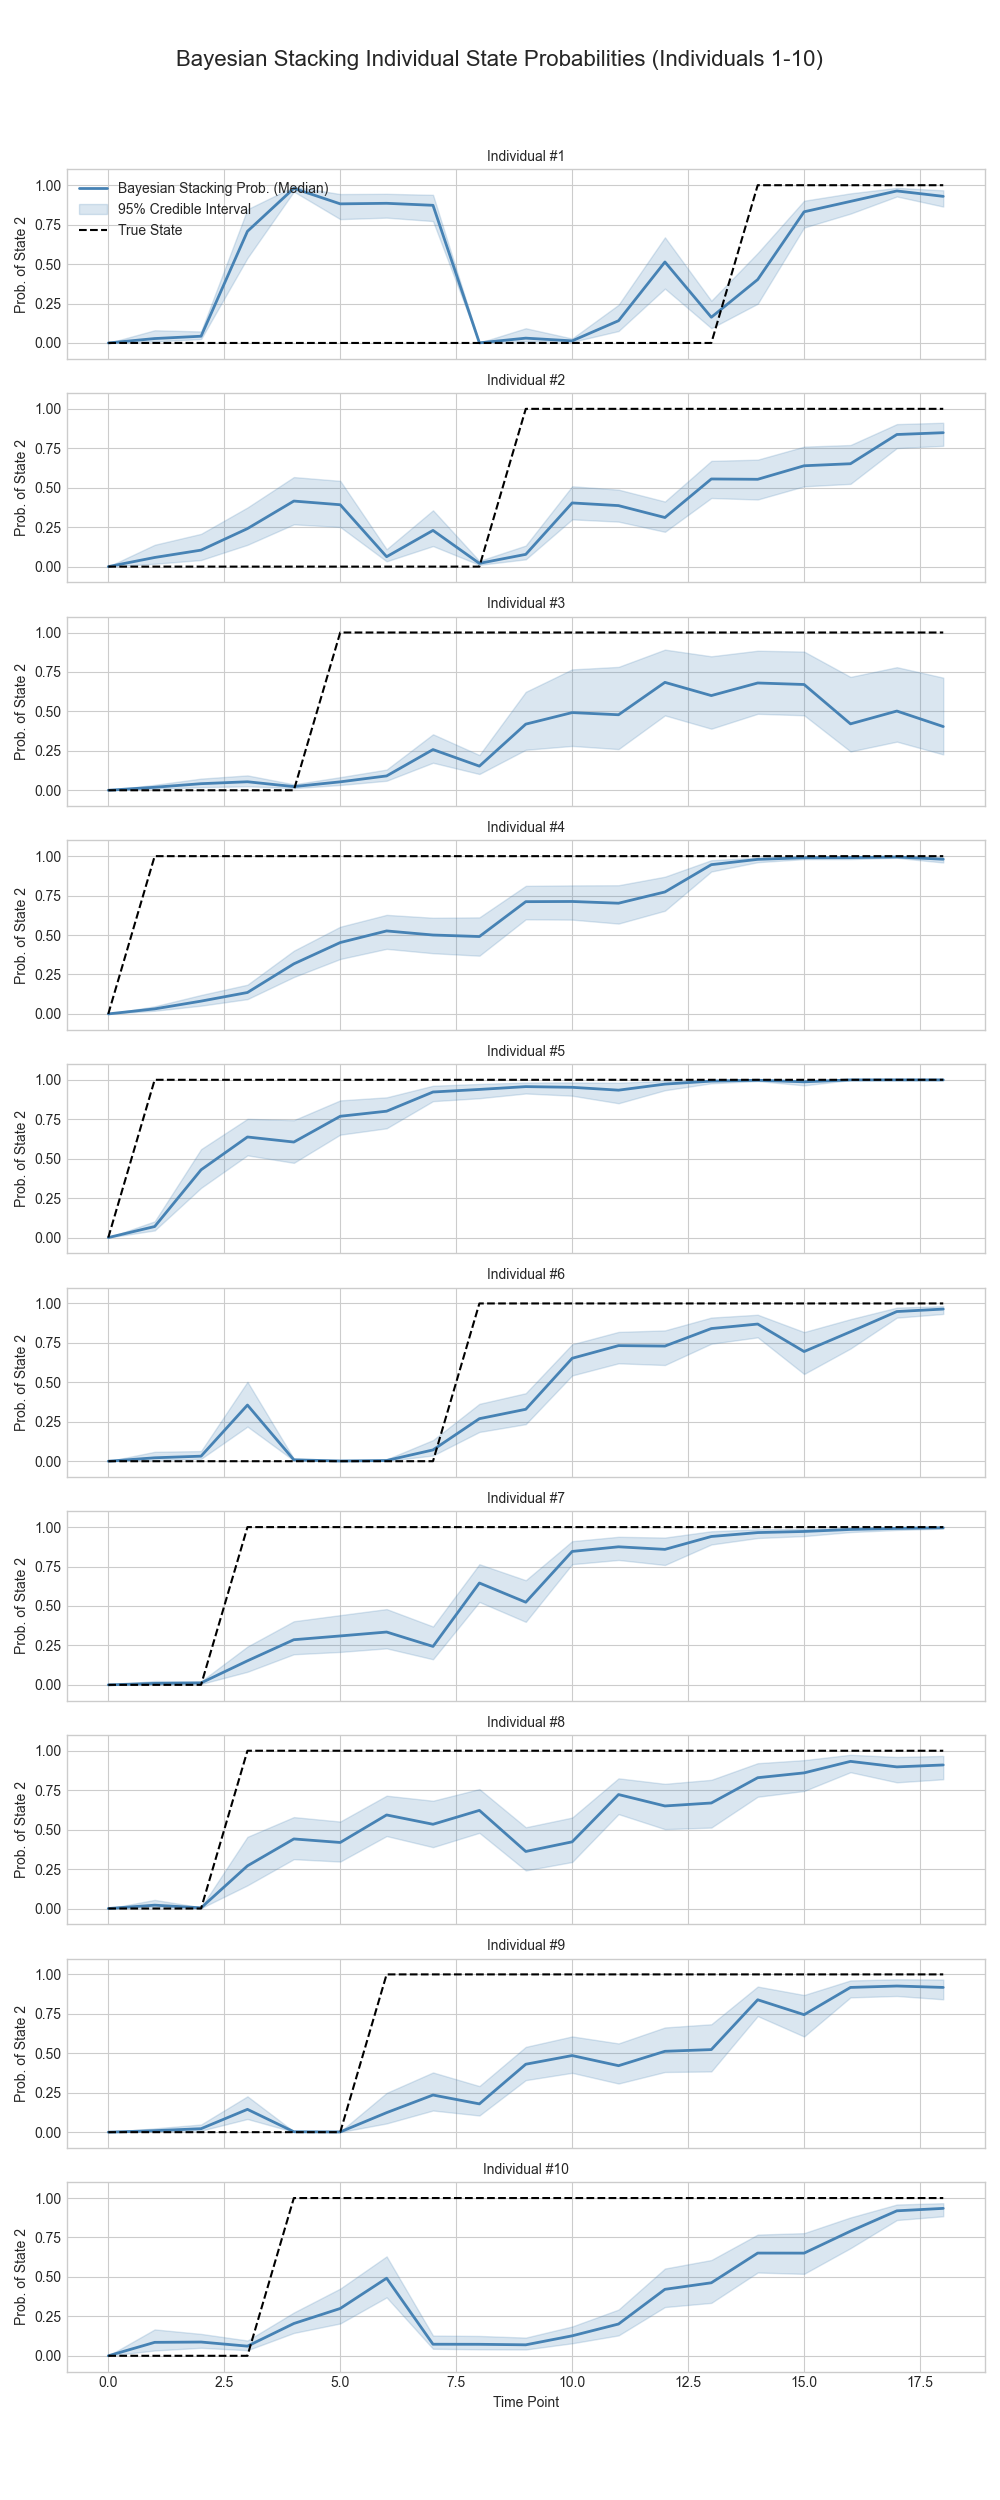 Bayesian Stacking Individual State Probabilities (Individuals 1-10)
Individual #1
Bayesian Stacking Prob. (Median)
95% Credible Interval
True State
1.00
0.75
0.50
0.25
0.00
Prob. of State 2
Individual #2
1.00
0.75
0.50
0.25
0.00
Prob. of State 2
Individual #3
1.00
0.75
0.50
0.25
0.00
Prob. of State 2
Individual #4
1.00
0.75
0.50
0.25
0.00
Prob. of State 2
Individual #5
1.00
0.75
0.50
0.25
0.00
Prob. of State 2
Individual #6
1.00
0.75
0.50
0.25
0.00
Prob. of State 2
Individual #7
1.00
0.75
0.50
0.25
0.00
Prob. of State 2
Individual #8
1.00
0.75
0.50
0.25
0.00
Prob. of State 2
Individual #9
1.00
0.75
0.50
0.25
0.00
Prob. of State 2
Individual #10
1.00
0.75
0.50
0.25
0.00
Prob. of State 2
0.0 2.5 5.0 7.5 10.0 12.5 15.0 17.5
Time Point